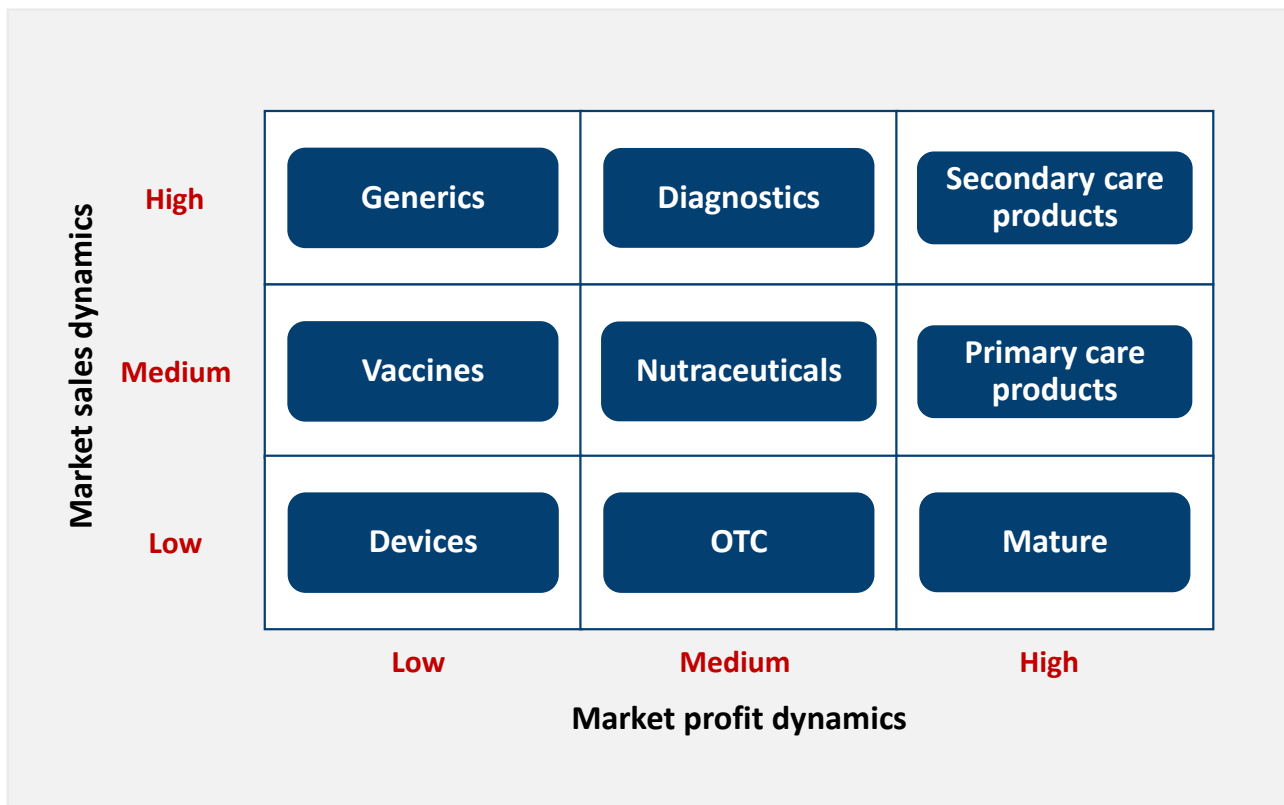 Market sales dynamics
High
Generics
Diagnostics
Secondary care
products
Medium
Vaccines
Nutraceuticals
Primary care
products
Low
Devices
OTC
Mature
Low
Medium
High
Market profit dynamics